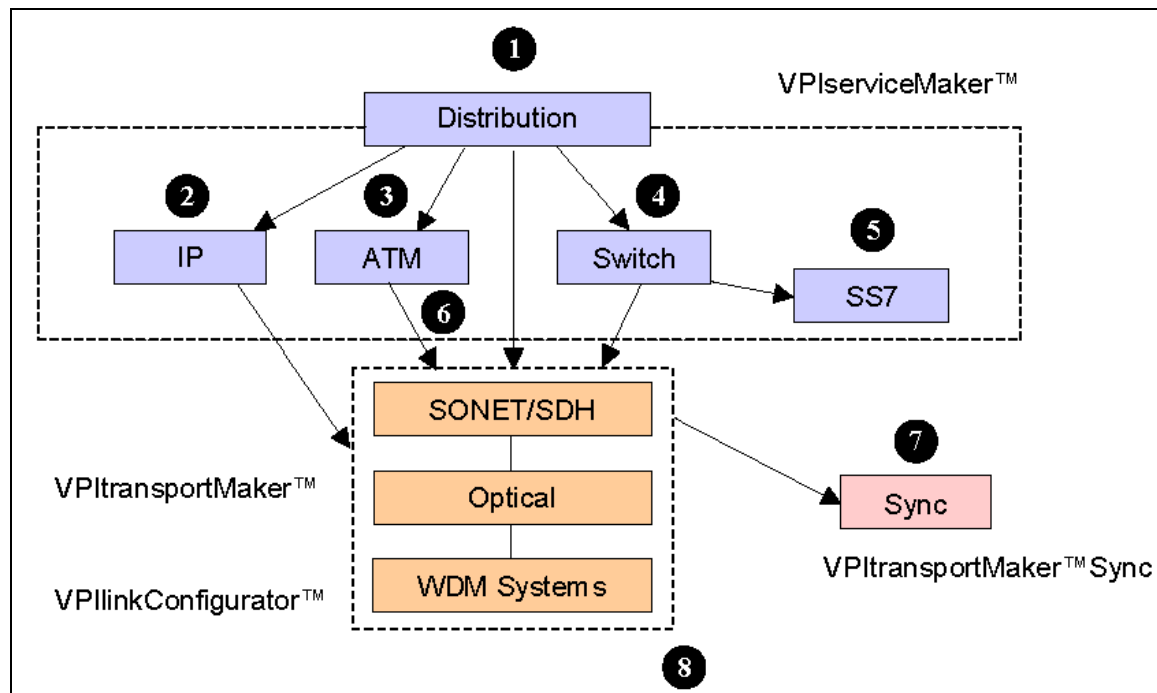 1
VPIserviceMaker™
Distribution
2
3
4
5
IP
ATM
Switch
SS7
6
SONET/SDH
7
VPItransportMaker™
Optical
Sync
VPItransportMaker™Sync
VPIlinkConfigurator™
WDM Systems
8